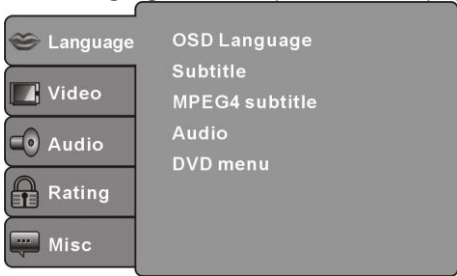 Language
Video
Audio
Rating
Misc
OSD Language
Subtitle
MPEG4 subtitle
Audio
DVD menu